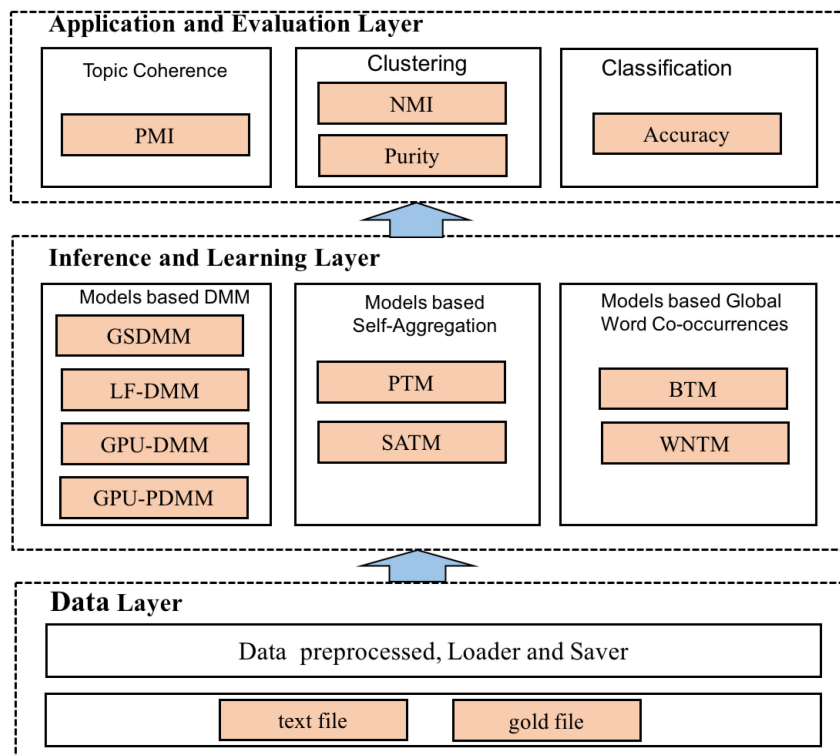 Application and Evaluation Layer
Topic Coherence
PMI
Clustering
NMI
Purity
Classification
Accuracy
Inference and Learning Layer
Models based DMM
GSDMM
LF-DMM
GPU-DMM
GPU-PDMM
Models based
Self-Aggregation
PTM
SATM
Models based Global
Word Co-occurrences
BTM
WNTM
Data Layer
Data preprocessed, Loader and Saver
text file
gold file